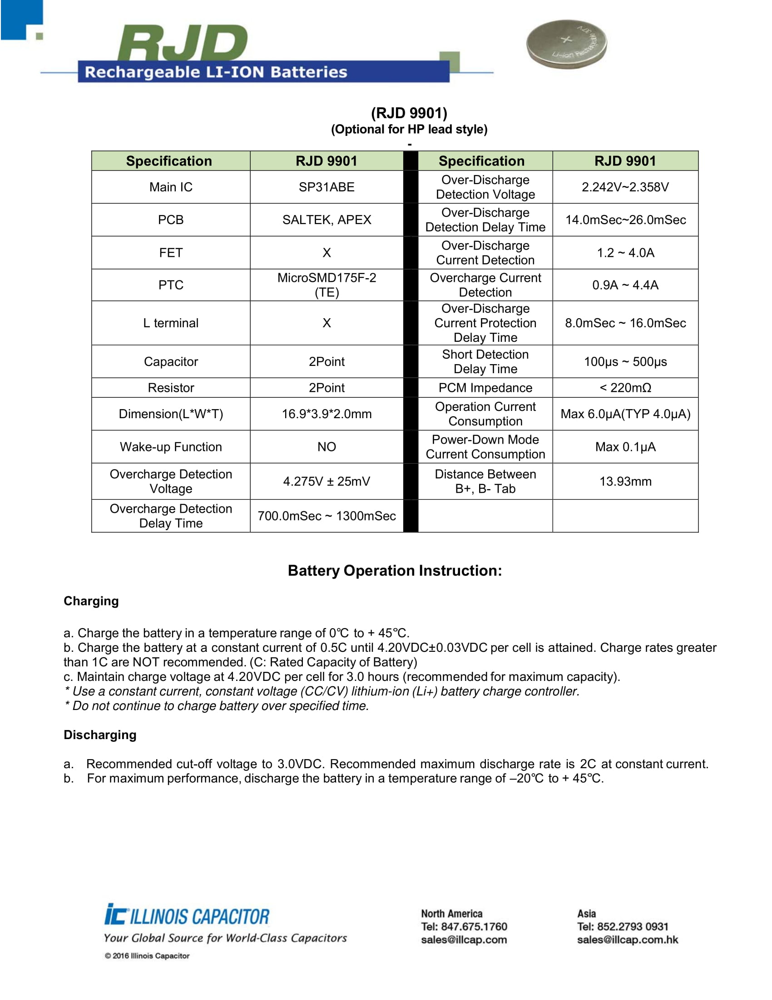 RJD
Rechargeable LI-ION Batteries
Li-ion Rechargeable 3.7V
(RJD 9901)
(Optional for HP lead style)
-
Specification RJD 9901 Specification RJD 9901
Main IC SP31ABE Over-Discharge Detection Voltage 2.242V~2.358V
PCB SALTEK, APEX Over-Discharge Detection Delay Time 14.0mSec~26.0mSec
FET X Over-Discharge Current Detection 1.2 ~ 4.0A
PTC MicroSMD175F-2 (TE) Overcharge Current Detection 0.9A ~ 4.4A
L terminal X Over-Discharge Current Protection Delay Time 8.0mSec ~ 16.0mSec
Capacitor 2Point Short Detection Delay Time 100µs ~ 500µs
Resistor 2Point PCM Impedance < 220mΩ
Dimension(L*W*T) 16.9*3.9*2.0mm Operation Current Consumption Max 6.0µA(TYP 4.0µA)
Wake-up Function NO Power-Down Mode Current Consumption Max 0.1µA
Overcharge Detection Voltage 4.275V ± 25mV Distance Between B+, B- Tab 13.93mm
Overcharge Detection Delay Time 700.0mSec ~ 1300mSec
Battery Operation Instruction:
Charging
a. Charge the battery in a temperature range of 0℃ to + 45℃.
b. Charge the battery at a constant current of 0.5C until 4.20VDC±0.03VDC per cell is attained. Charge rates greater
than 1C are NOT recommended. (C: Rated Capacity of Battery)
c. Maintain charge voltage at 4.20VDC per cell for 3.0 hours (recommended for maximum capacity).
* Use a constant current, constant voltage (CC/CV) lithium-ion (Li+) battery charge controller.
* Do not continue to charge battery over specified time.
Discharging
a. Recommended cut-off voltage to 3.0VDC. Recommended maximum discharge rate is 2C at constant current.
b. For maximum performance, discharge the battery in a temperature range of –20℃ to + 45℃.
ic ILLINOIS CAPACITOR
Your Global Source for World-Class Capacitors
© 2016 Illinois Capacitor
North America
Tel: 847.675.1760
sales@illcap.com
Asia
Tel: 852.2793 0931
sales@illcap.com.hk